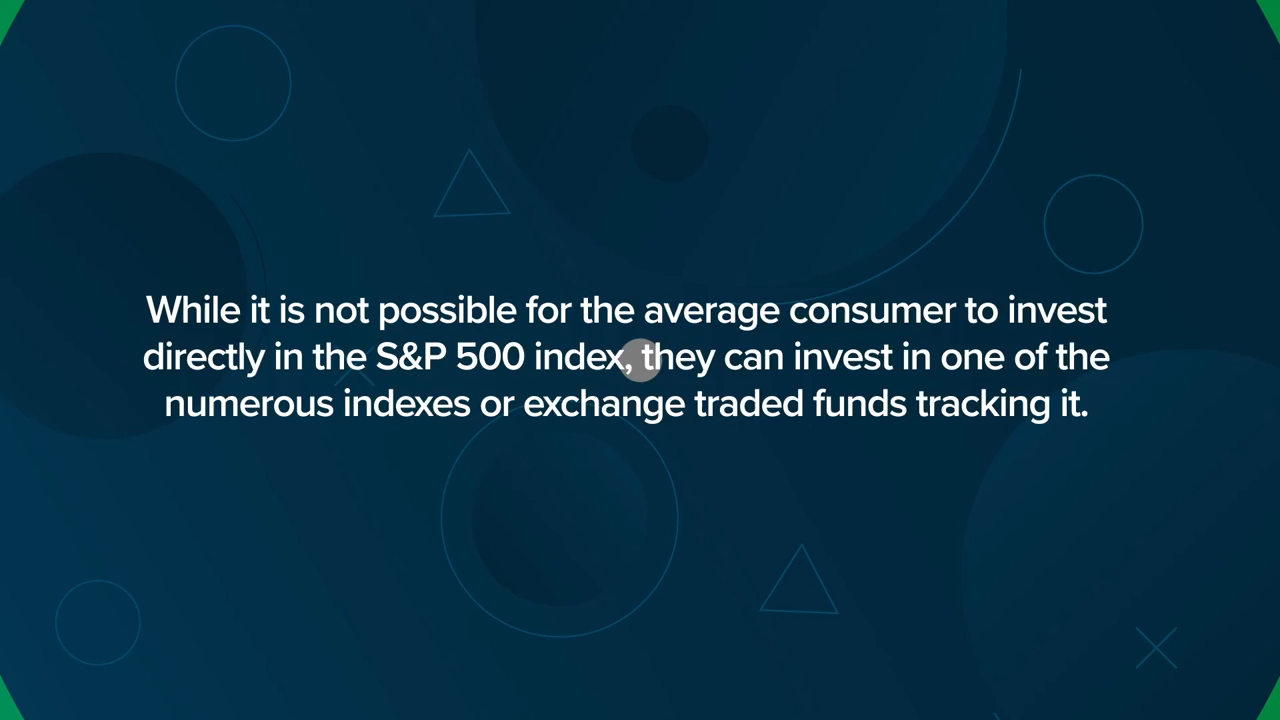 While it is not possible for the average consumer to invest
directly in the S&P 500 index, they can invest in one of the
numerous indexes or exchange traded funds tracking it.